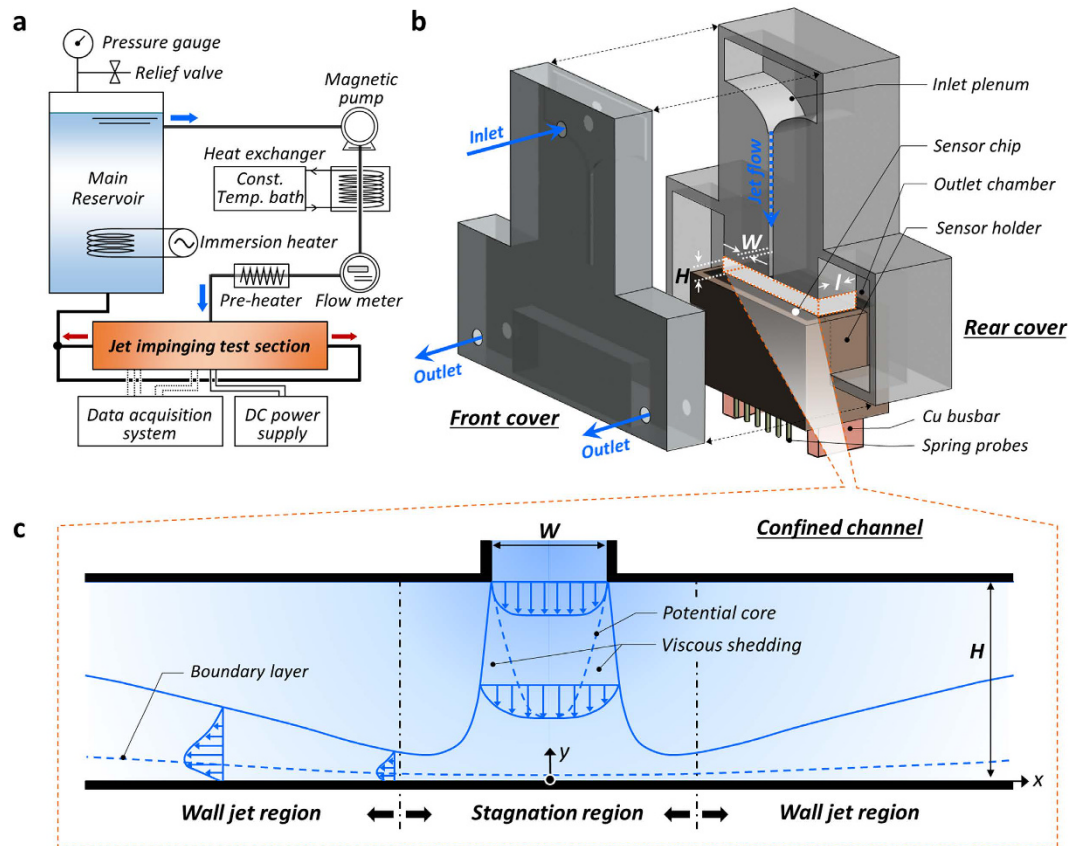 a
Pressure gauge
Relief valve
Magnetic
pump
Main
Reservoir
Heat exchanger
Const.
Temp. bath
Immersion heater
Pre-heater
Flow meter
Jet impinging test section
Data acquisition
system
DC power
supply
b
Inlet
Jet flow
Inlet plenum
Sensor chip
Outlet chamber
Sensor holder
W
H
l
Rear cover
Outlet
Front cover
Outlet
Cu busbar
Spring probes
c
Confined channel
W
Potential core
Viscous shedding
H
Boundary layer
y
x
Wall jet region
Stagnation region
Wall jet region